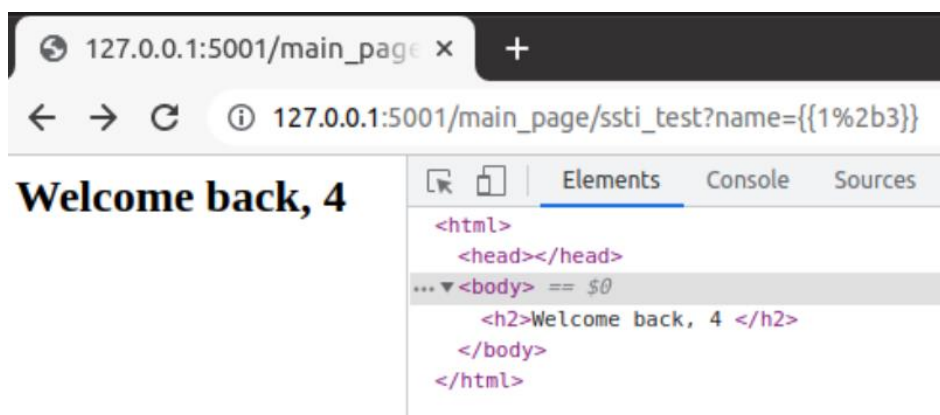 127.0.0.1:5001/main_pag
127.0.0.1:5001/main_page/ssti_test?name={{1%2b3}}
Welcome back, 4
Elements Console Sources
<html>
<head></head>
... ▼<body> == $0
<h2>Welcome back, 4 </h2>
</body>
</html>